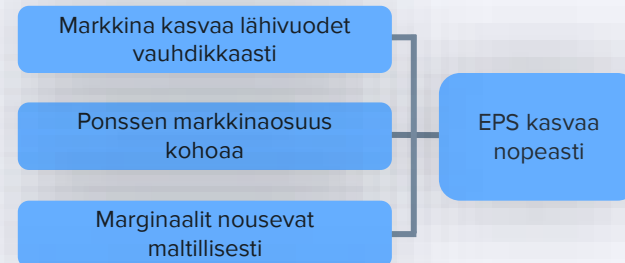 Markkina kasvaa lähivuodet
vauhdikkaasti
Ponssen markkinaosuus
kohoaa
EPS kasvaa
nopeasti
Marginaalit nousevat
maltillisesti